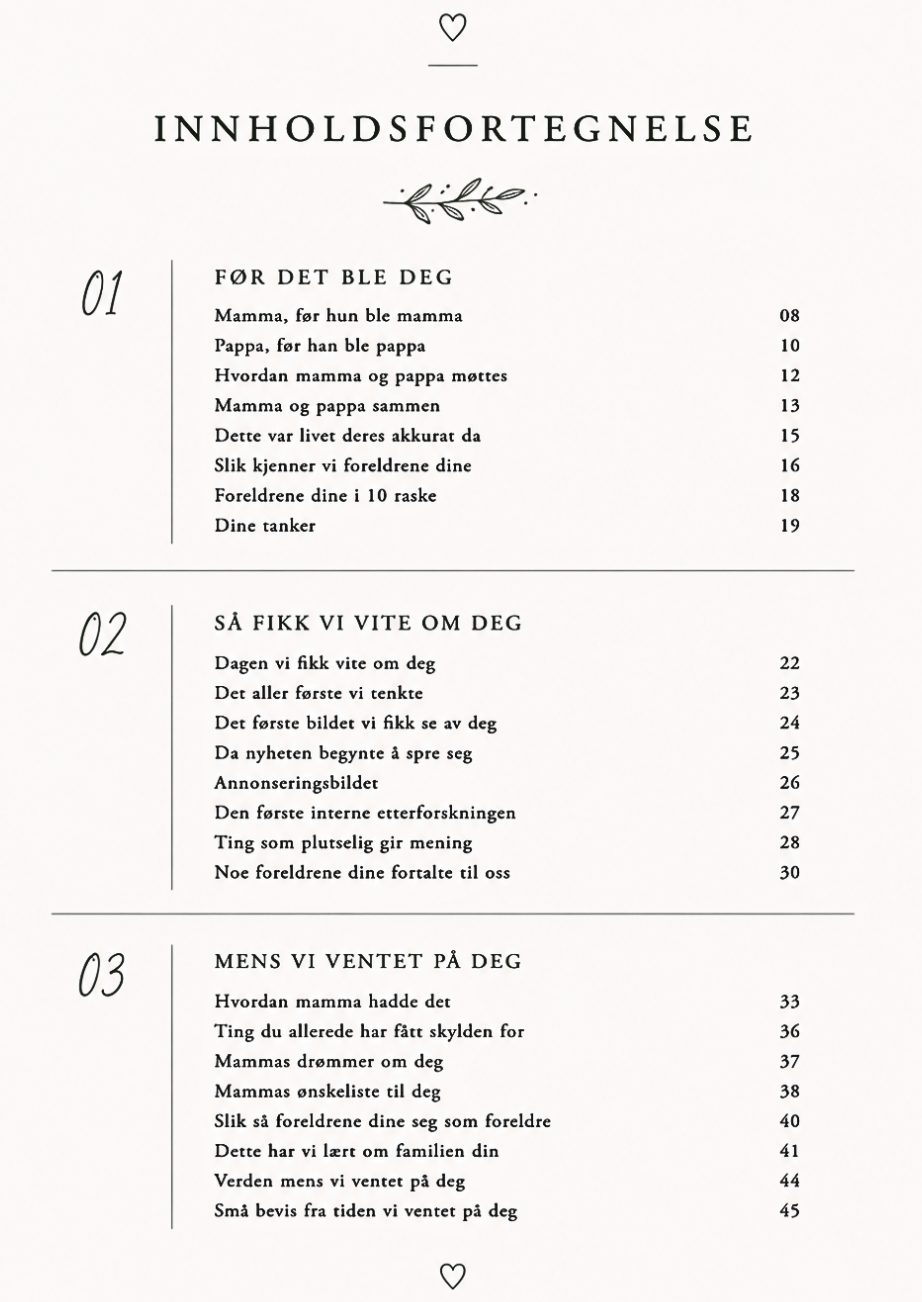 INNHOLDSFORTEGNELSE
01
FØR DET BLE DEG
Mamma, før hun ble mamma 08
Pappa, før han ble pappa 10
Hvordan mamma og pappa møttes 12
Mamma og pappa sammen 13
Dette var livet deres akkurat da 15
Slik kjenner vi foreldrene dine 16
Foreldrene dine i 10 raske 18
Dine tanker 19
02
SÅ FIKK VI VITE OM DEG
Dagen vi fikk vite om deg 22
Det aller første vi tenkte 23
Det første bildet vi fikk se av deg 24
Da nyheten begynte å spre seg 25
Annonseringsbildet 26
Den første interne etterforskningen 27
Ting som plutselig gir mening 28
Noe foreldrene dine fortalte til oss 30
03
MENS VI VENTET PÅ DEG
Hvordan mamma hadde det 33
Ting du allerede har fått skylden for 36
Mammas drømmer om deg 37
Mammas ønskeliste til deg 38
Slik så foreldrene dine seg som foreldre 40
Dette har vi lært om familien din 41
Verden mens vi ventet på deg 44
Små bevis fra tiden vi ventet på deg 45